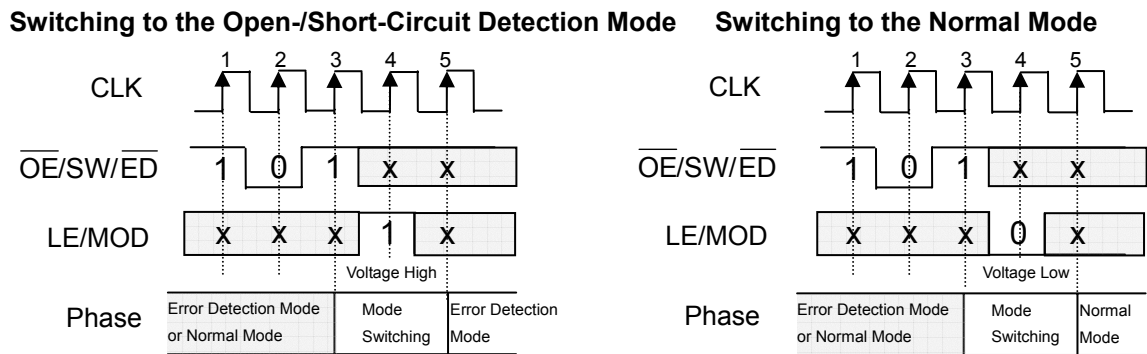 Switching to the Open-/Short-Circuit Detection Mode
Switching to the Normal Mode
1 2 3 4 5
CLK
1 2 3 4 5
CLK
OE/SW/ED
1 0 1 x x
OE/SW/ED
1 0 1 x x
LE/MOD
x x x 1 x
LE/MOD
x x x 0 x
Voltage High
Voltage Low
Phase
Error Detection Mode
or Normal Mode
Mode
Switching
Error Detection
Mode
Phase
Error Detection Mode
or Normal Mode
Mode
Switching
Normal
Mode